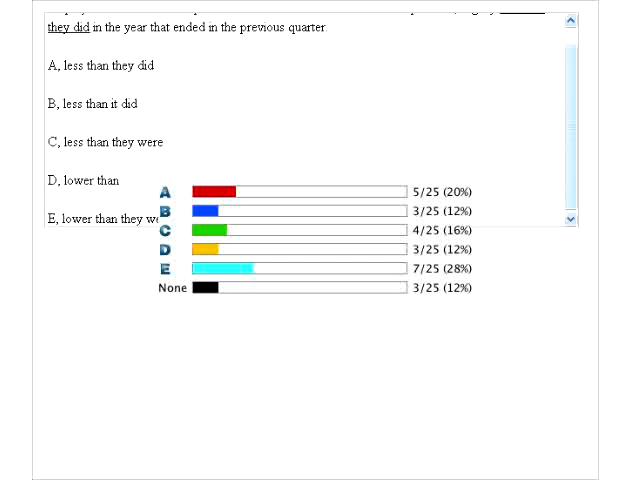 they did in the year that ended in the previous quarter.
A, less than they did
B, less than it did
C, less than they were
D, lower than
E, lower than they we
A 5/25 (20%)
B 3/25 (12%)
C 4/25 (16%)
D 3/25 (12%)
E 7/25 (28%)
None 3/25 (12%)